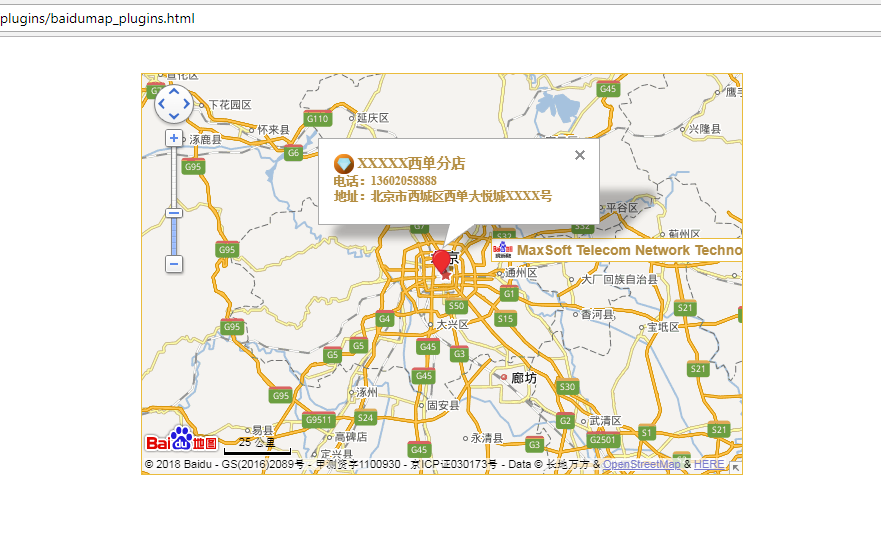 plugins/baidumap_plugins.html
下花园区
G45
怀来县
G110
延庆区
兴隆县
涿鹿县
G6
G95
XXXXX西单分店
电话：13602058888
地址：北京市西城区西单大悦城XXXX号
平谷区
G7
S32
蓟州区
G95
MaxSoft Telecom Network Techno
通州区
大厂回族自治县
G1
S50
S21
G4
S15
香河县
G95
大兴区
宝坻区
G5
G5
G45
G3
S21
G45
廊坊
S30
G95
涿州
固安县
G9511
S24
G2
武清区
易县
高碑店
永清县
S1
S21
G3
G2501
Baidu地图
25 公里
G45
定兴县
© 2018 Baidu - GS(2016)2089号 - 甲测资字1100930 - 京ICP证030173号 - Data © 长地万方 & OpenStreetMap & HERE